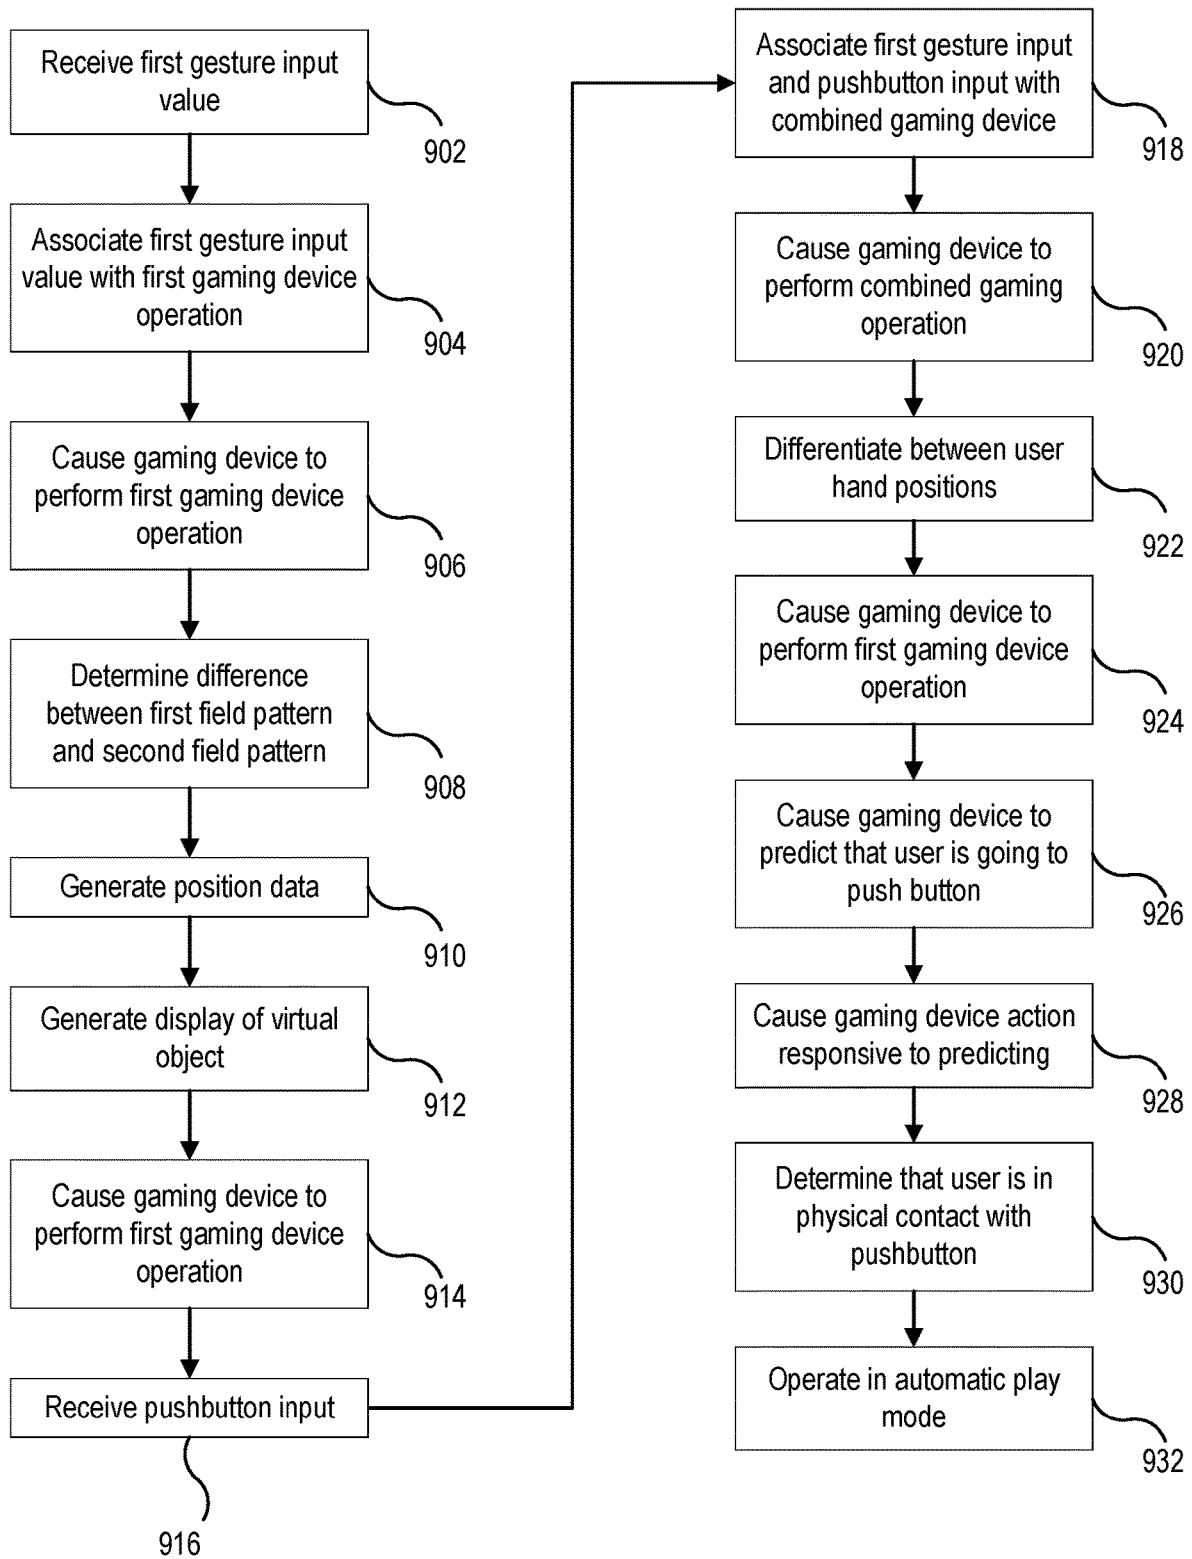 Receive first gesture input
value
902
Associate first gesture input
value with first gaming device
operation
904
Cause gaming device to
perform first gaming device
operation
906
Determine difference
between first field pattern
and second field pattern
908
Generate position data
910
Generate display of virtual
object
912
Cause gaming device to
perform first gaming device
operation
914
Receive pushbutton input
916
Associate first gesture input
and pushbutton input with
combined gaming device
918
Cause gaming device to
perform combined gaming
operation
920
Differentiate between user
hand positions
922
Cause gaming device to
perform first gaming device
operation
924
Cause gaming device to
predict that user is going to
push button
926
Cause gaming device action
responsive to predicting
928
Determine that user is in
physical contact with
pushbutton
930
Operate in automatic play
mode
932